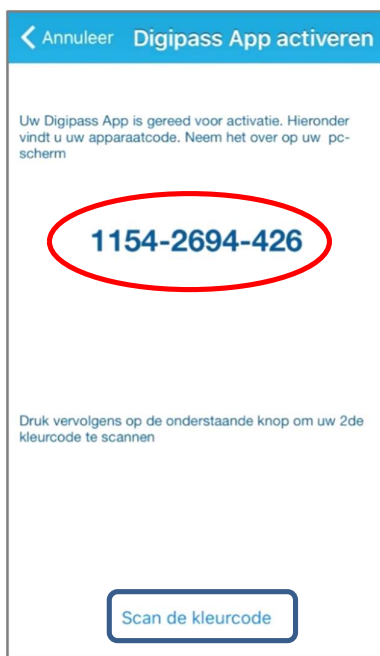 Annuleer Digipass App activeren
Uw Digipass App is gereed voor activatie. Hieronder
vindt u uw apparaatcode. Neem het over op uw pc-
scherm
1154-2694-426
Druk vervolgens op de onderstaande knop om uw 2de
kleurcode te scannen
Scan de kleurcode